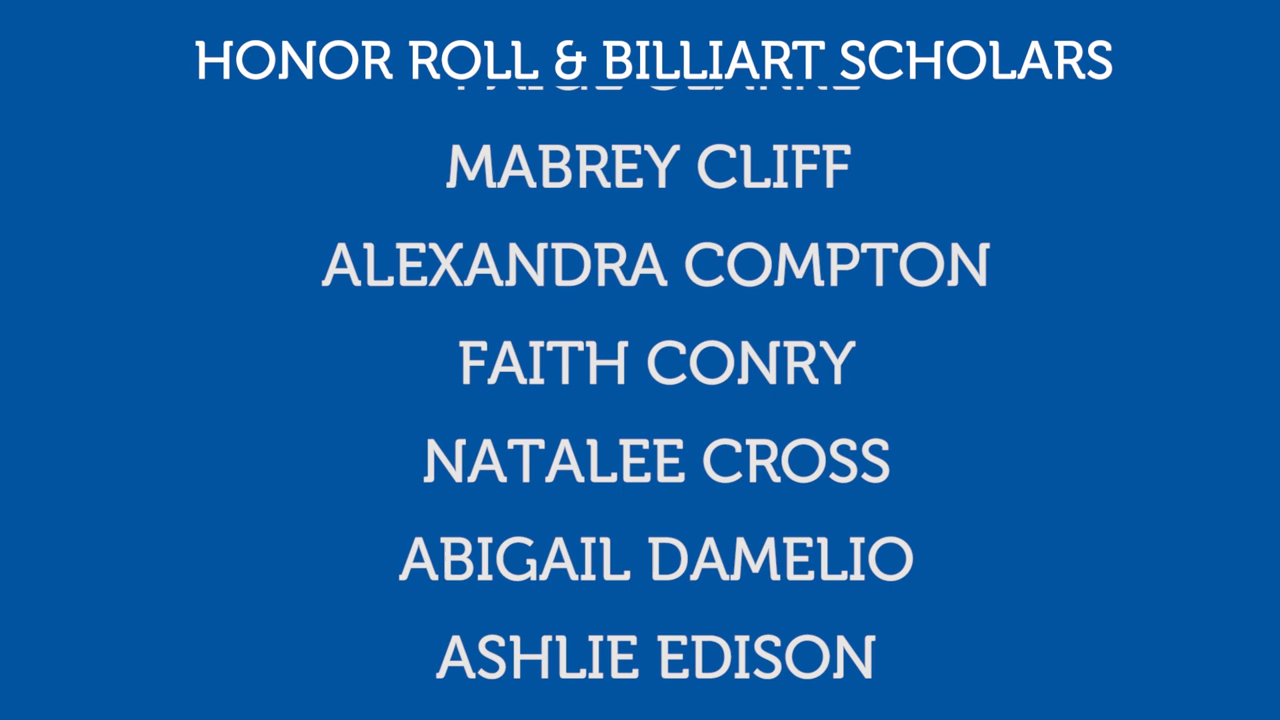 HONOR ROLL & BILLIART SCHOLARS
MABREY CLIFF
ALEXANDRA COMPTON
FAITH CONRY
NATALEE CROSS
ABIGAIL DAMELIO
ASHLIE EDISON